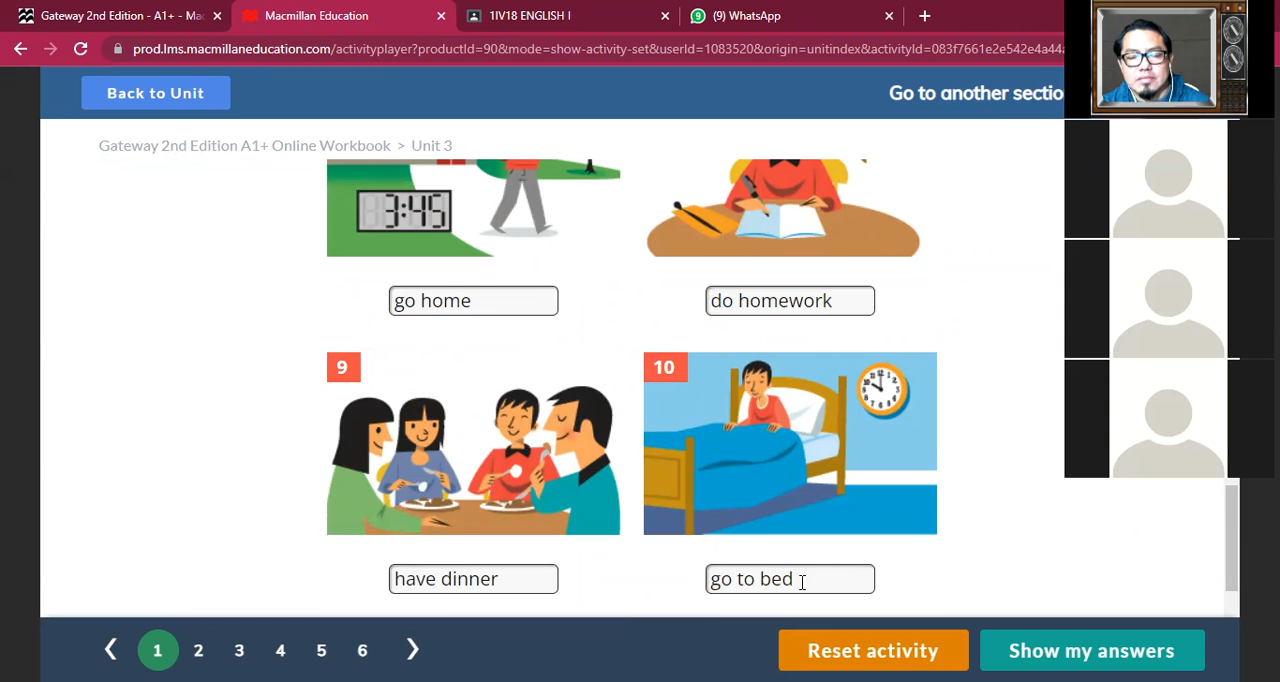 Gateway 2nd Edition - A1+ - Ma
Macmillan Education
1IV18 ENGLISH I
(9) WhatsApp
prod.lms.macmillaneducation.com/activityplayer?productId=90&mode=show-activity-set&userId=1083520&origin=unitindex&activityId=083f7661e2e542e4a44a
Back to Unit
Go to another sectio
Gateway 2nd Edition A1+ Online Workbook > Unit 3
3:45
go home
do homework
9
10
have dinner
go to bed
1 2 3 4 5 6
Reset activity
Show my answers